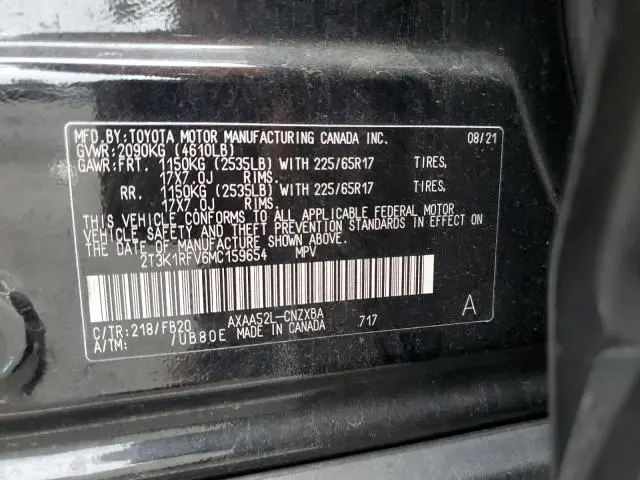 MFD.BY:TOYOTA MOTOR MANUFACTURING CANADA INC. 08/21
GVWR:2090KG (4610LB)
GAWR:FRT. 1150KG (2535LB) WITH 225/65R17 TIRES,
17X7.0J RIMS.
RR. 1150KG (2535LB) WITH 225/65R17 TIRES,
17X7.0J RIMS.
THIS VEHICLE CONFORMS TO ALL APPLICABLE FEDERAL MOTOR
VEHICLE SAFETY AND THEFT PREVENTION STANDARDS IN EFFECT ON
THE DATE OF MANUFACTURE SHOWN ABOVE.
2T3K1RFV6MC159654 MPV
C/TR:218/FB20 AXAA52L-CNZXBA 717 A
A/TM: 7UB80E MADE IN CANADA